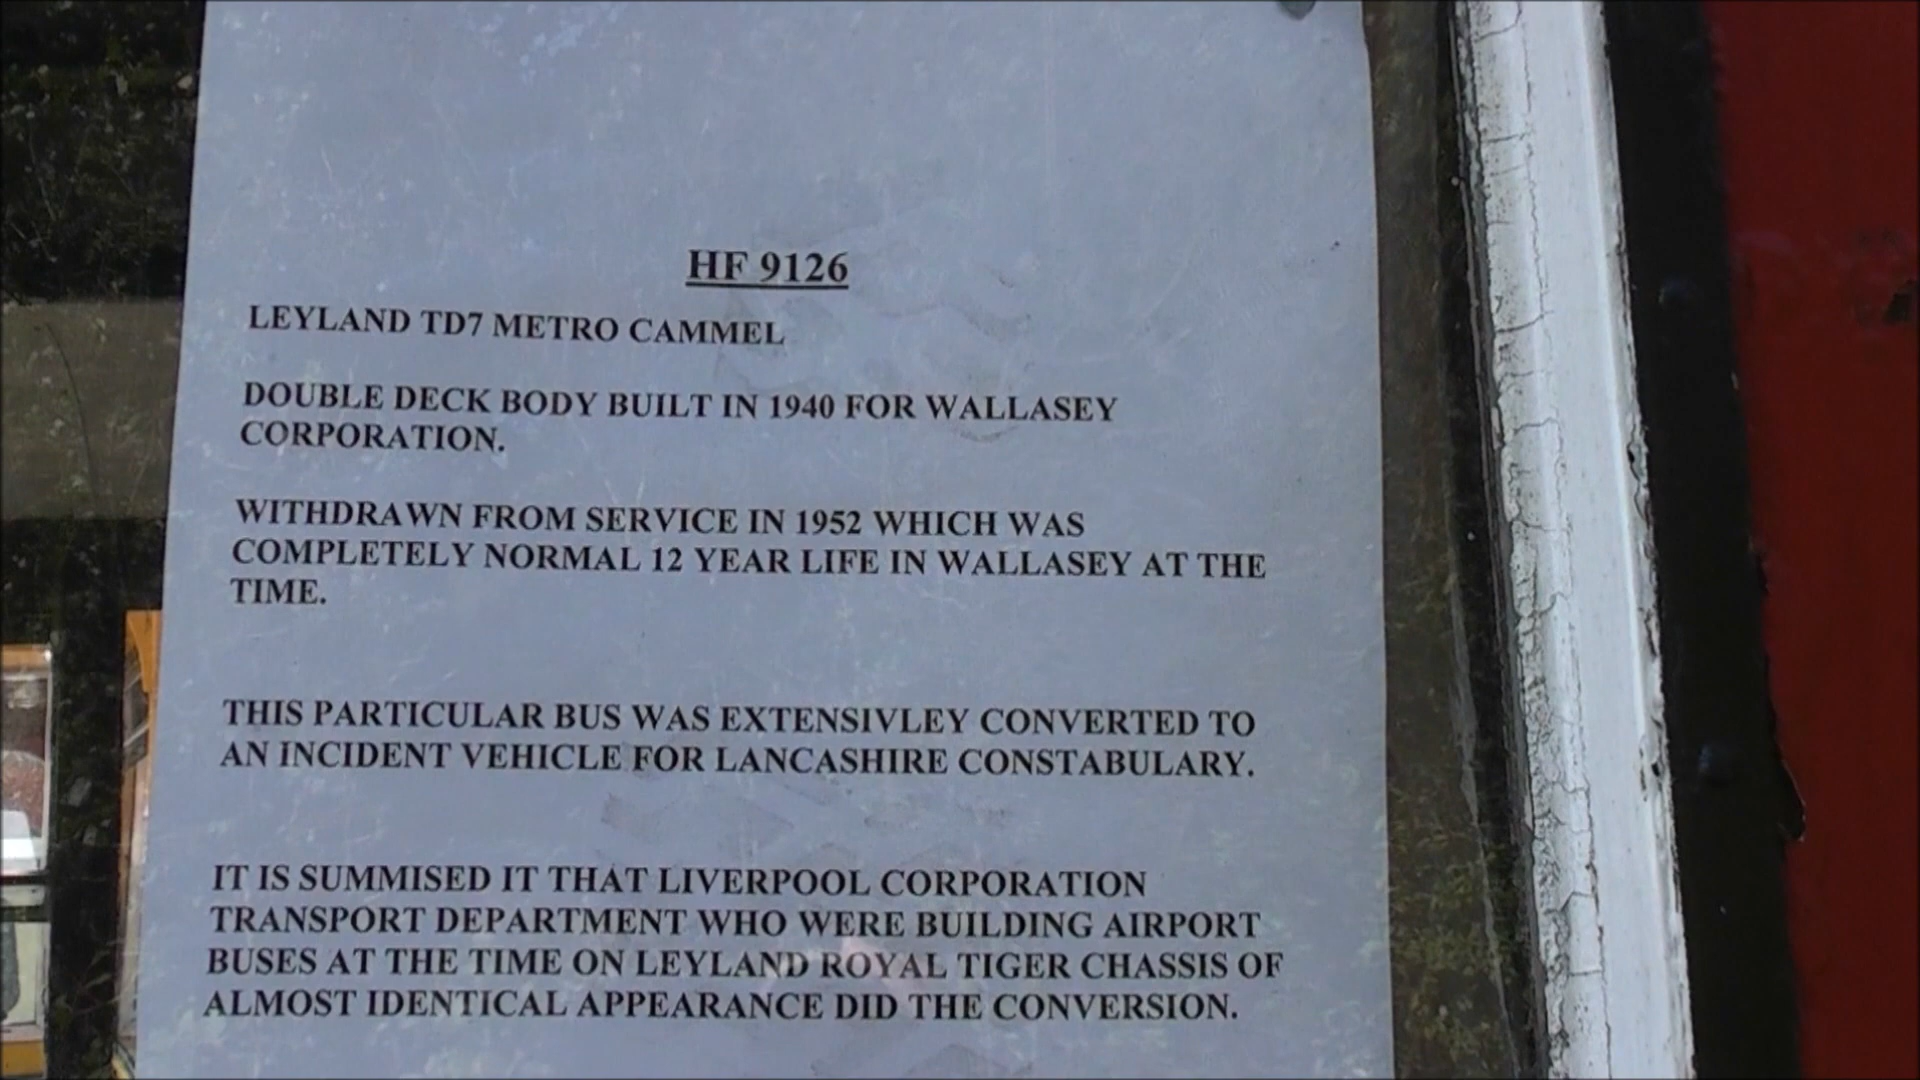 HF 9126
LEYLAND TD7 METRO CAMMEL
DOUBLE DECK BODY BUILT IN 1940 FOR WALLASEY
CORPORATION.
WITHDRAWN FROM SERVICE IN 1952 WHICH WAS
COMPLETELY NORMAL 12 YEAR LIFE IN WALLASEY AT THE
TIME.
THIS PARTICULAR BUS WAS EXTENSIVLEY CONVERTED TO
AN INCIDENT VEHICLE FOR LANCASHIRE CONSTABULARY.
IT IS SUMMISED IT THAT LIVERPOOL CORPORATION
TRANSPORT DEPARTMENT WHO WERE BUILDING AIRPORT
BUSES AT THE TIME ON LEYLAND ROYAL TIGER CHASSIS OF
ALMOST IDENTICAL APPEARANCE DID THE CONVERSION.